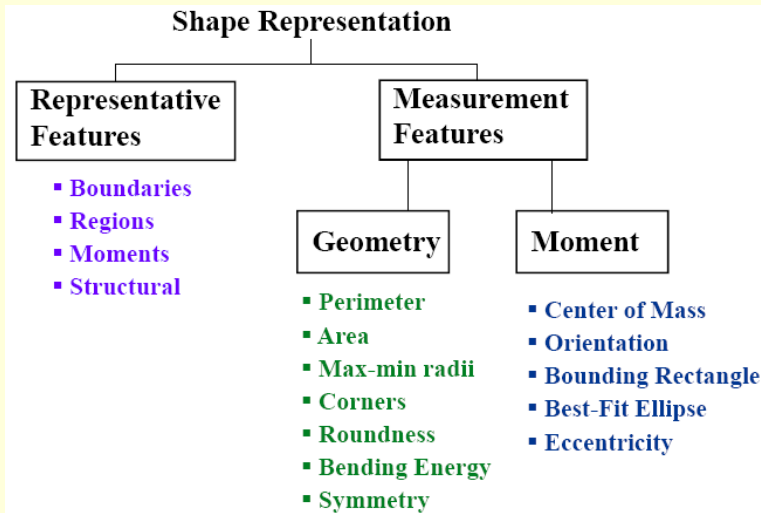 Shape Representation
Representative
Features
▪ Boundaries
▪ Regions
▪ Moments
▪ Structural
Measurement
Features
Geometry
▪ Perimeter
▪ Area
▪ Max-min radii
▪ Corners
▪ Roundness
▪ Bending Energy
▪ Symmetry
Moment
▪ Center of Mass
▪ Orientation
▪ Bounding Rectangle
▪ Best-Fit Ellipse
▪ Eccentricity